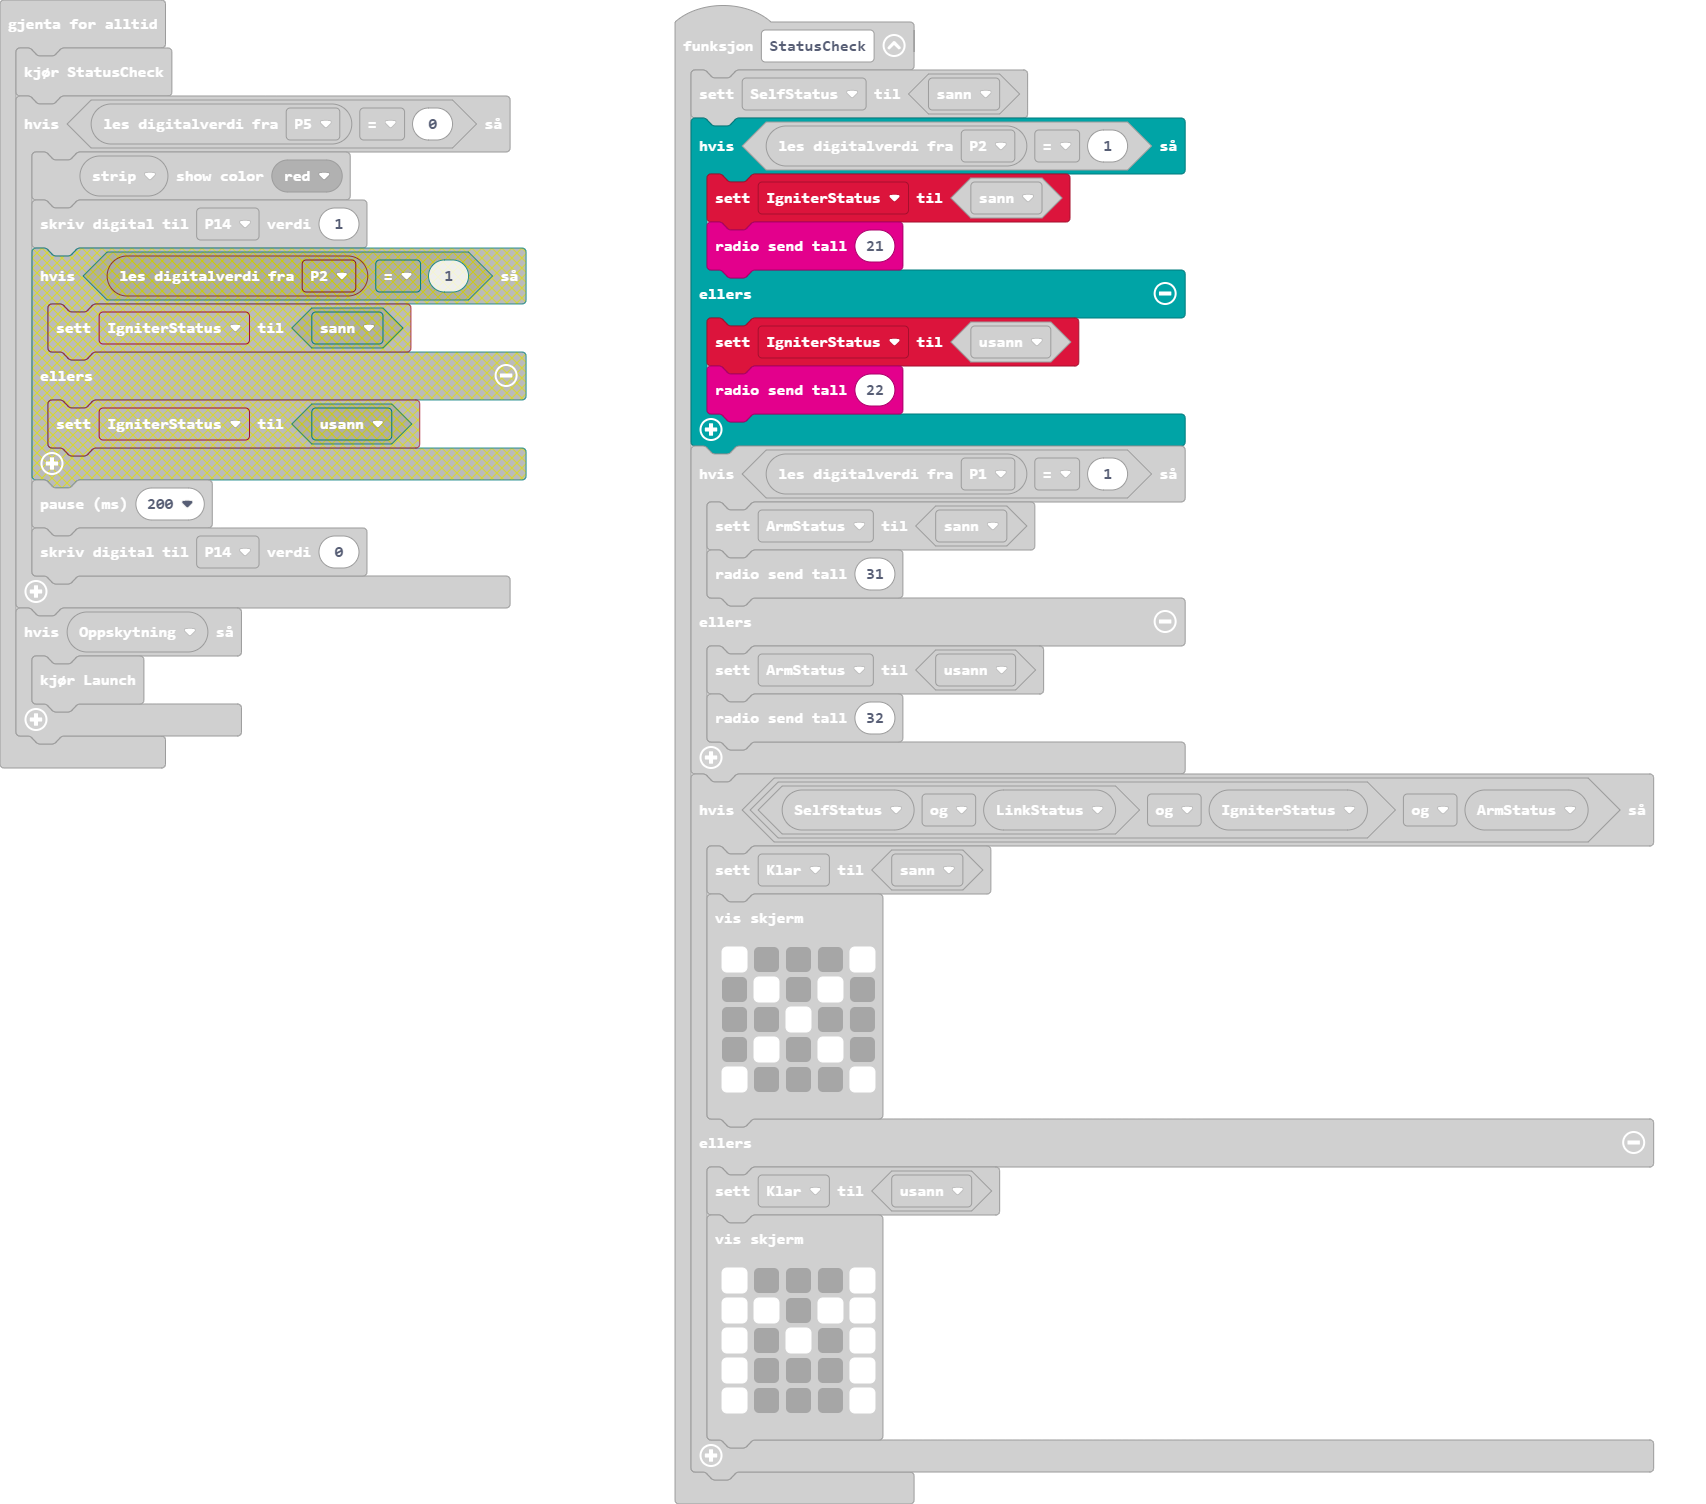 gjenta for alltid
kjør StatusCheck
hvis les digitalverdi fra P5 = 0 så
strip show color red
skriv digital til P14 verdi 1
hvis les digitalverdi fra P2 = 1 så
sett IgniterStatus til sann
ellers
sett IgniterStatus til usann
pause (ms) 200
skriv digital til P14 verdi 0
hvis Oppskytning så
kjør Launch
funksjon StatusCheck
sett SelfStatus til sann
hvis les digitalverdi fra P2 = 1 så
sett IgniterStatus til sann
radio send tall 21
ellers
sett IgniterStatus til usann
radio send tall 22
hvis les digitalverdi fra P1 = 1 så
sett ArmStatus til sann
radio send tall 31
ellers
sett ArmStatus til usann
radio send tall 32
hvis SelfStatus og LinkStatus og IgniterStatus og ArmStatus så
sett Klar til sann
vis skjerm
ellers
sett Klar til usann
vis skjerm